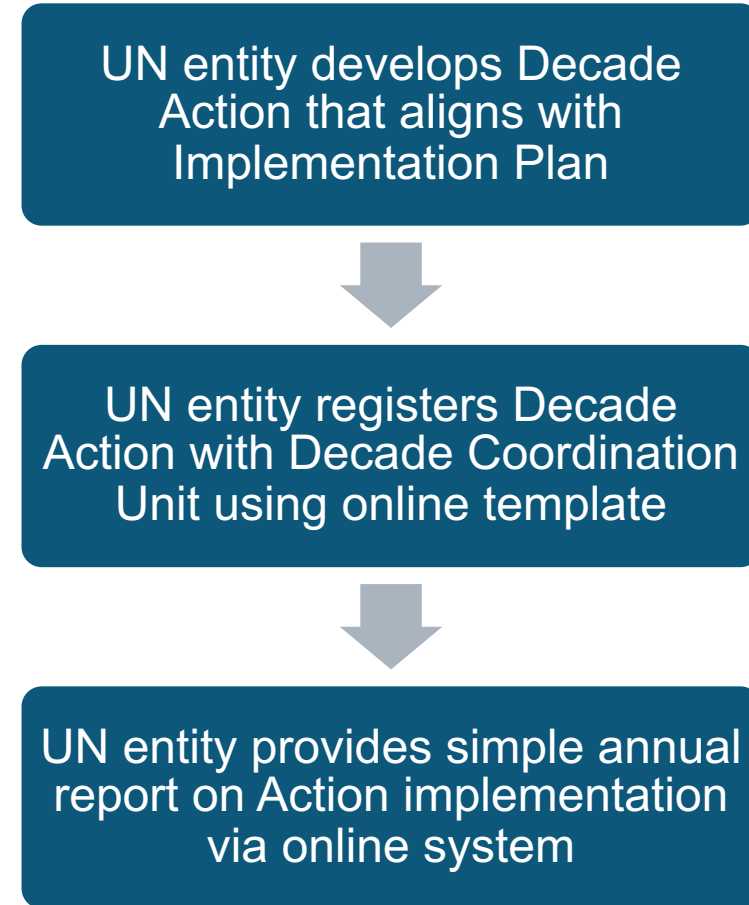 UN entity develops Decade
Action that aligns with
Implementation Plan
UN entity registers Decade
Action with Decade Coordination
Unit using online template
UN entity provides simple annual
report on Action implementation
via online system